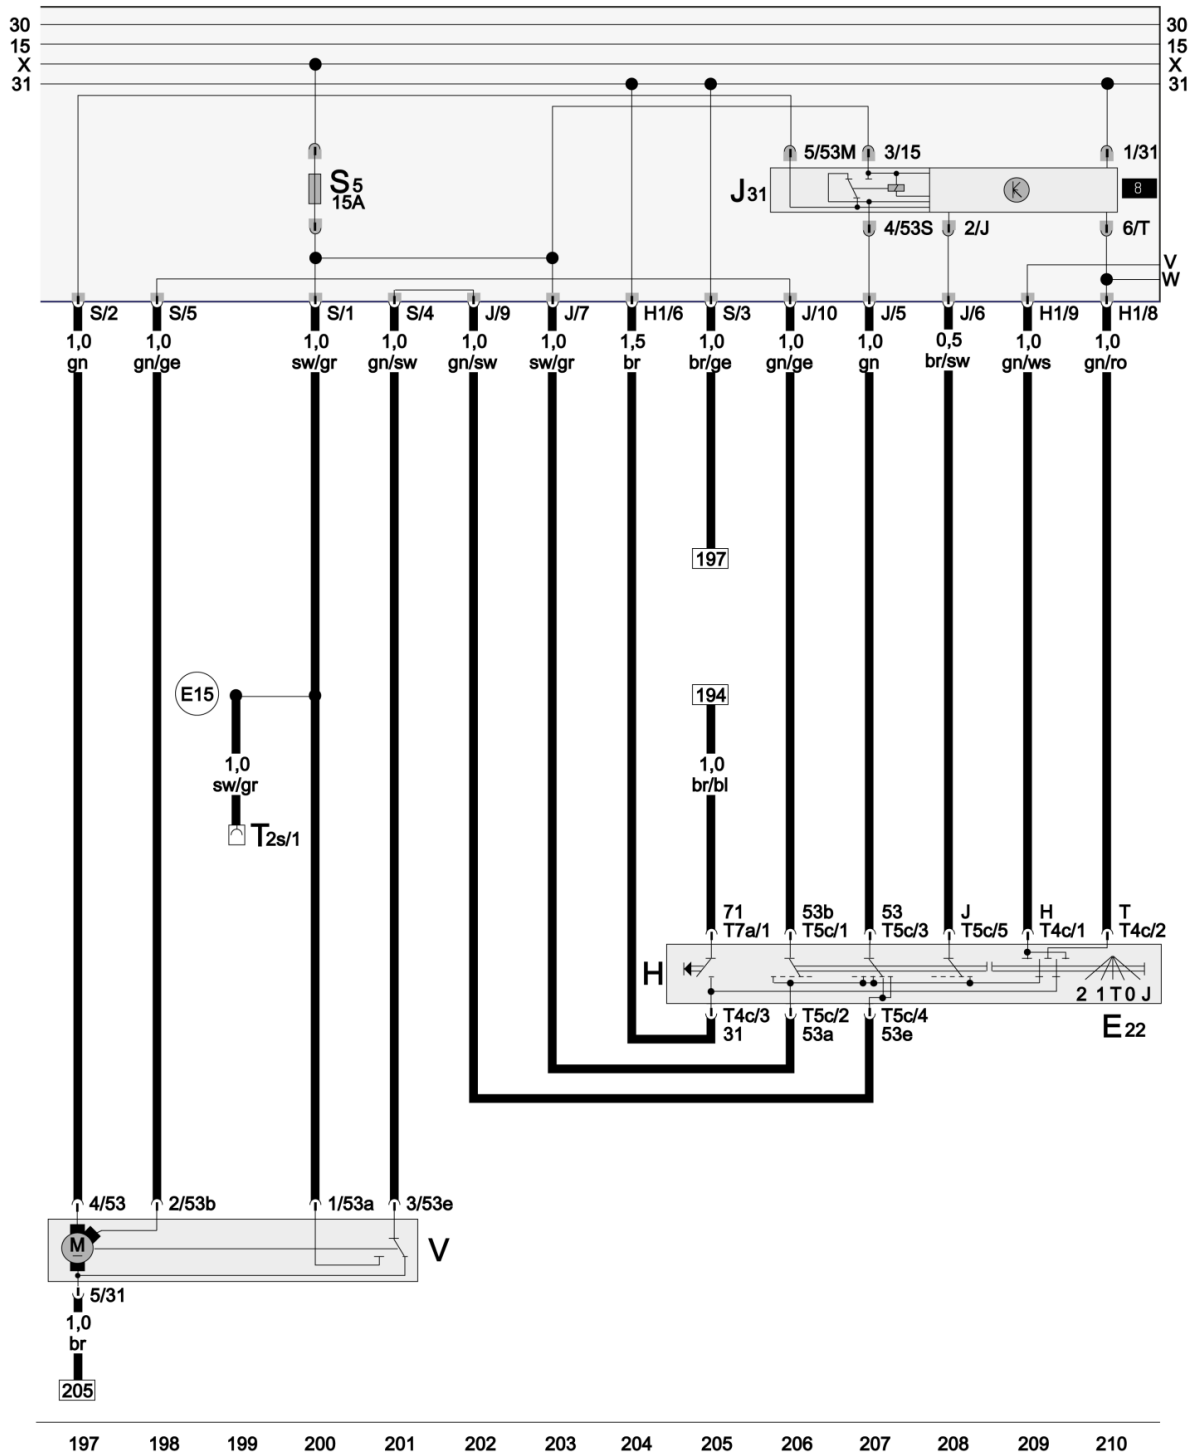 30 30
15 15
X X
31 31
5/53M 3/15 1/31
S5
15A
J31
K
8
4/53S 2/J 6/T
V
W
S/2 S/5 S/1 S/4 J/9 J/7 H1/6 S/3 J/10 J/5 J/6 H1/9 H1/8
1,0 1,0 1,0 1,0 1,0 1,0 1,5 1,0 1,0 1,0 0,5 1,0 1,0
gn gn/ge sw/gr gn/sw gn/sw sw/gr br br/ge gn/ge gn br/sw gn/ws gn/ro
197
E15
194
1,0 1,0
sw/gr br/bl
T2s/1
71 53b 53 J H T
T7a/1 T5c/1 T5c/3 T5c/5 T4c/1 T4c/2
H
2 1 T 0 J
T4c/3 T5c/2 T5c/4
31 53a 53e
E22
4/53 2/53b 1/53a 3/53e
M
V
5/31
1,0
br
205
197 198 199 200 201 202 203 204 205 206 207 208 209 210